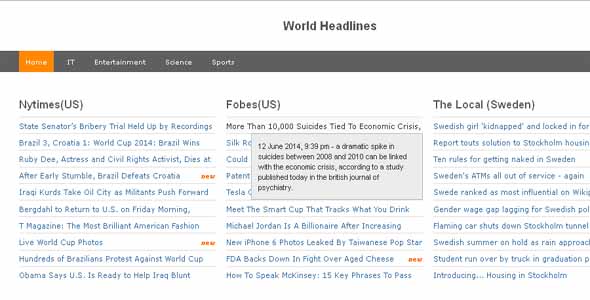 World Headlines
Home IT Entertainment Science Sports
Nytimes(US)
State Senator's Bribery Trial Held Up by Recordings
Brazil 3, Croatia 1: World Cup 2014: Brazil Wins
Ruby Dee, Actress and Civil Rights Activist, Dies at
After Early Stumble, Brazil Defeats Croatia new
Iraqi Kurds Take Oil City as Militants Push Forward
Bergdahl to Return to U.S. on Friday Morning,
T Magazine: The Most Brilliant American Fashion
Live World Cup Photos new
Hundreds of Brazilians Protest Against World Cup
Obama Says U.S. Is Ready to Help Iraq Blunt
Fobes(US)
More Than 10,000 Suicides Tied To Economic Crisis,
Silk Ro
12 June 2014, 9:39 pm - a dramatic spike in
suicides between 2008 and 2010 can be linked
with the economic crisis, according to a study
published today in the british journal of
psychiatry.
Could
Patent
Tesla
Meet The Smart Cup That Tracks What You Drink
Michael Jordan Is A Billionaire After Increasing
New iPhone 6 Photos Leaked By Taiwanese Pop Star
FDA Backs Down In Fight Over Aged Cheese new
How To Speak McKinsey: 15 Key Phrases To Pass
The Local (Sweden)
Swedish girl 'kidnapped' and locked in for
Report touts solution to Stockholm housin
Ten rules for getting naked in Sweden
Sweden's ATMs all out of service - again
Swede ranked as most influential on Wikip
Gender wage gap lagging for Swedish pol
Flaming car shuts down Stockholm tunnel
Swedish summer on hold as rain approach
Student run over by truck in graduation p
Introducing... Housing in Stockholm